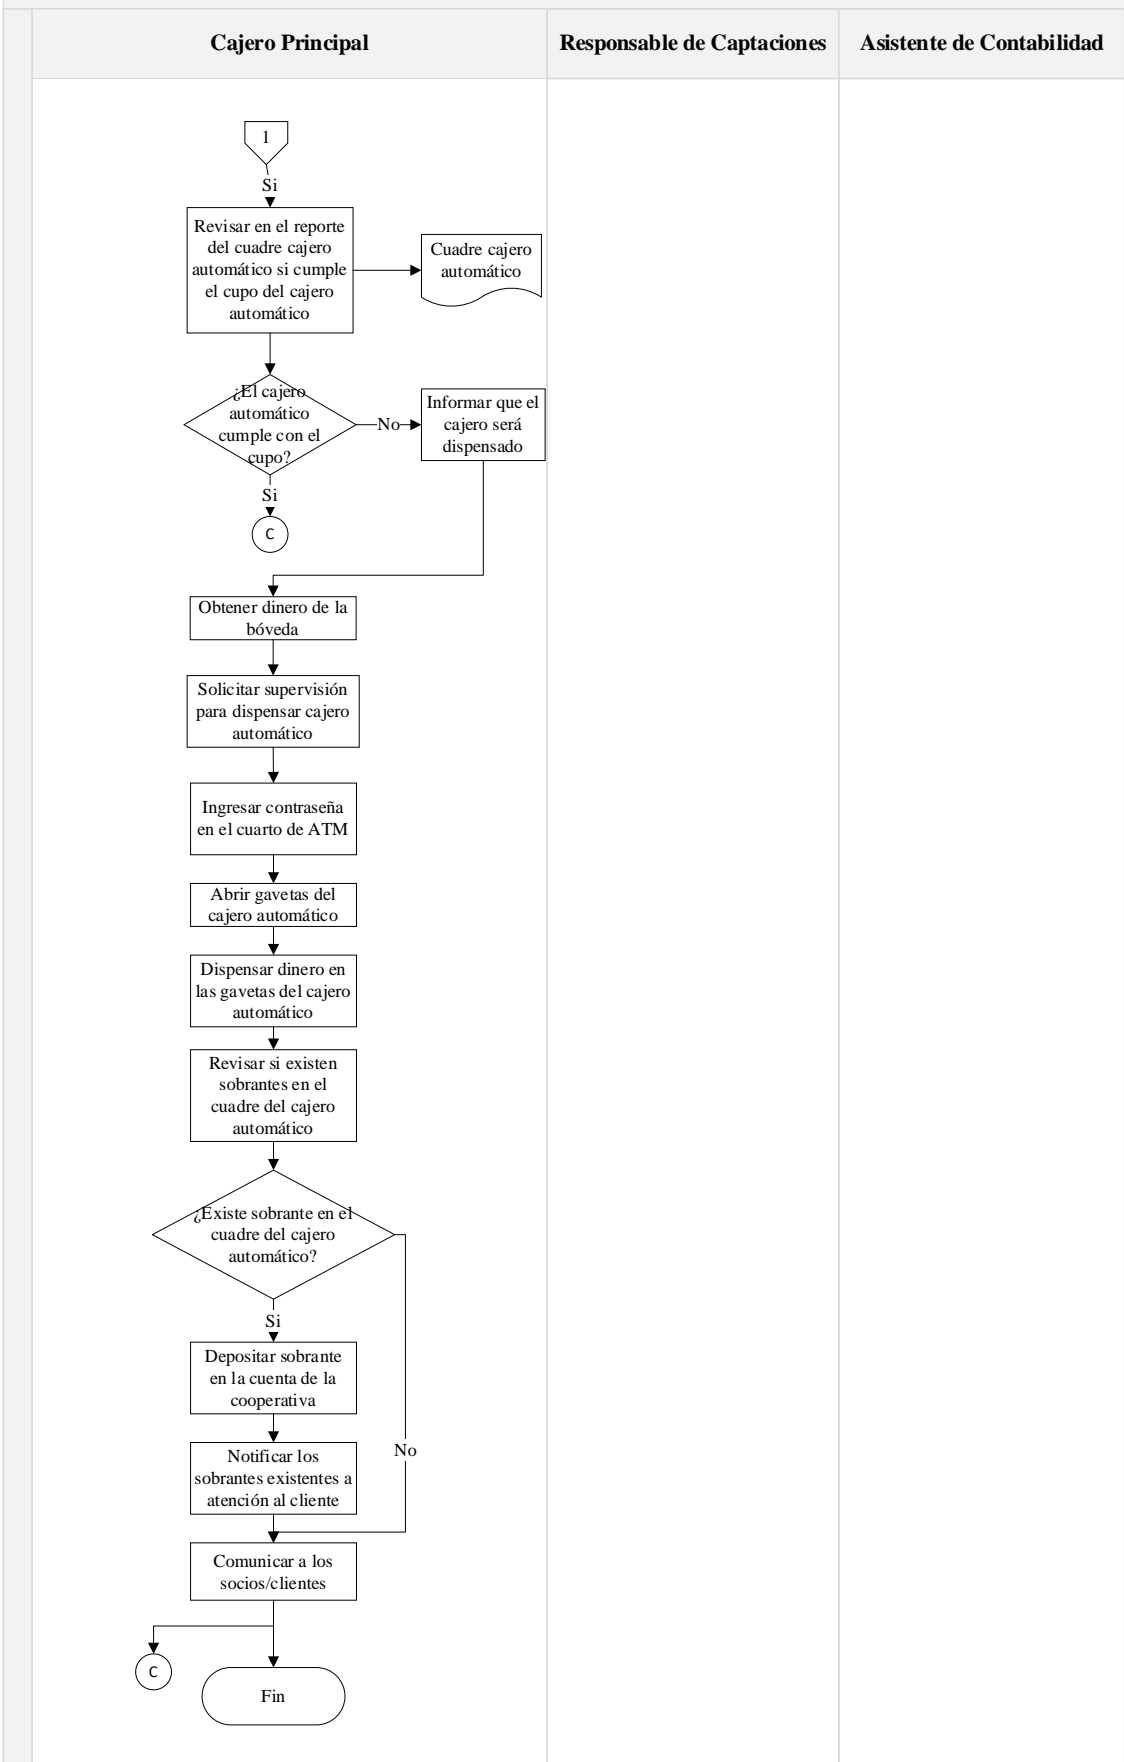 Cajero Principal
Responsable de Captaciones
Asistente de Contabilidad
1
Si
Revisar en el reporte
del cuadre cajero
automático si cumple
el cupo del cajero
automático
Cuadre cajero
automático
¿El cajero
automático
cumple con el
cupo?
No
Informar que el
cajero será
dispensado
Si
C
Obtener dinero de la
bóveda
Solicitar supervisión
para dispensar cajero
automático
Ingresar contraseña
en el cuarto de ATM
Abrir gavetas del
cajero automático
Dispensar dinero en
las gavetas del cajero
automático
Revisar si existen
sobrantes en el
cuadre del cajero
automático
¿Existe sobrante en el
cuadre del cajero
automático?
Si
Depositar sobrante
en la cuenta de la
cooperativa
No
Notificar los
sobrantes existentes a
atención al cliente
Comunicar a los
socios/clientes
C
Fin